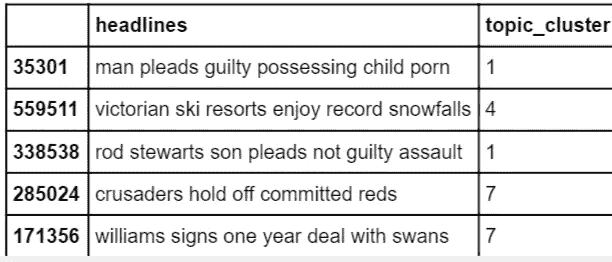 headlines topic_cluster
35301 man pleads guilty possessing child porn 1
559511 victorian ski resorts enjoy record snowfalls 4
338538 rod stewarts son pleads not guilty assault 1
285024 crusaders hold off committed reds 7
171356 williams signs one year deal with swans 7